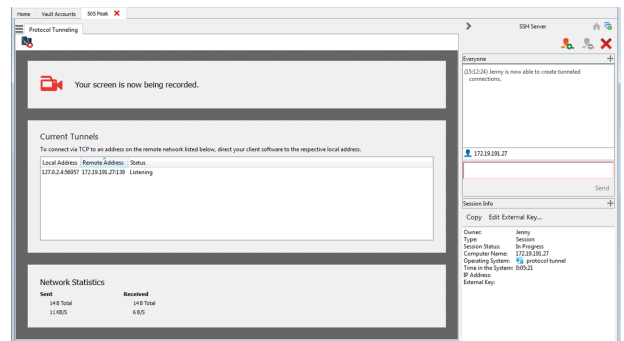 Home Vault Accounts SOS Peak
Protocol Tunneling
Your screen is now being recorded.
Current Tunnels
To connect via TCP to an address on the remote network listed below, direct your client software to the respective local address.
Local Address Remote Address Status
127.0.2.4:56957 172.19.191.27:139 Listening
Network Statistics
Sent Received
14 B Total 14 B Total
11 KB/S 6 B/S
SSH Server
Everyone
(15:12:24) Jenny is now able to create tunneled
connections.
172.19.191.27
Send
Session Info
Copy Edit External Key...
Owner: Jenny
Type: Session
Session Status: In Progress
Computer Name: 172.19.191.27
Operating System: protocol tunnel
Time in the System: 0:05:21
IP Address:
External Key: